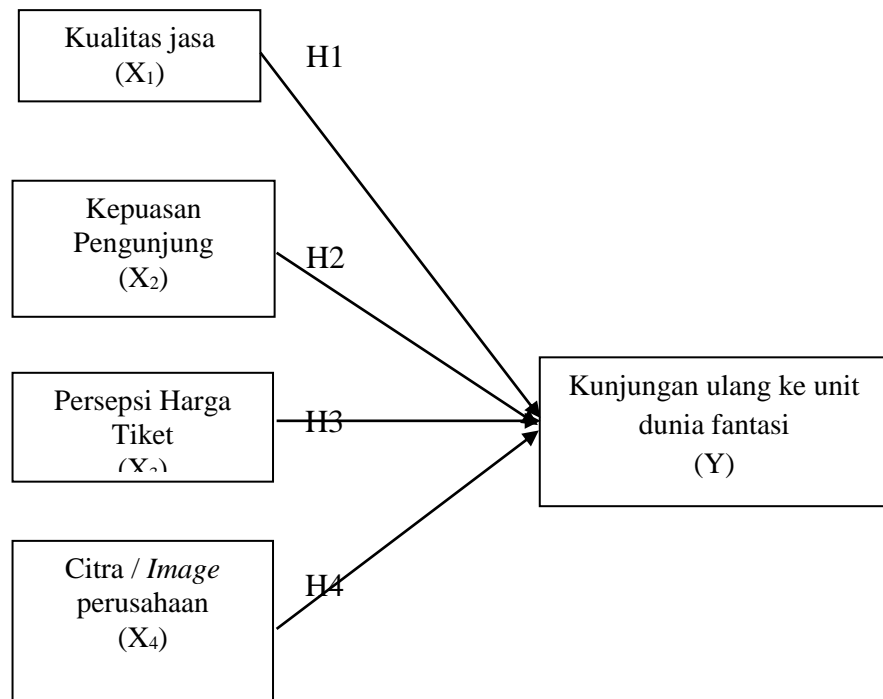 Kualitas jasa
(X₁)
H1
Kepuasan
Pengunjung
(X₂)
H2
Persepsi Harga
Tiket
(X₃)
H3
Kunjungan ulang ke unit
dunia fantasi
(Y)
Citra / Image
perusahaan
(X₄)
H4